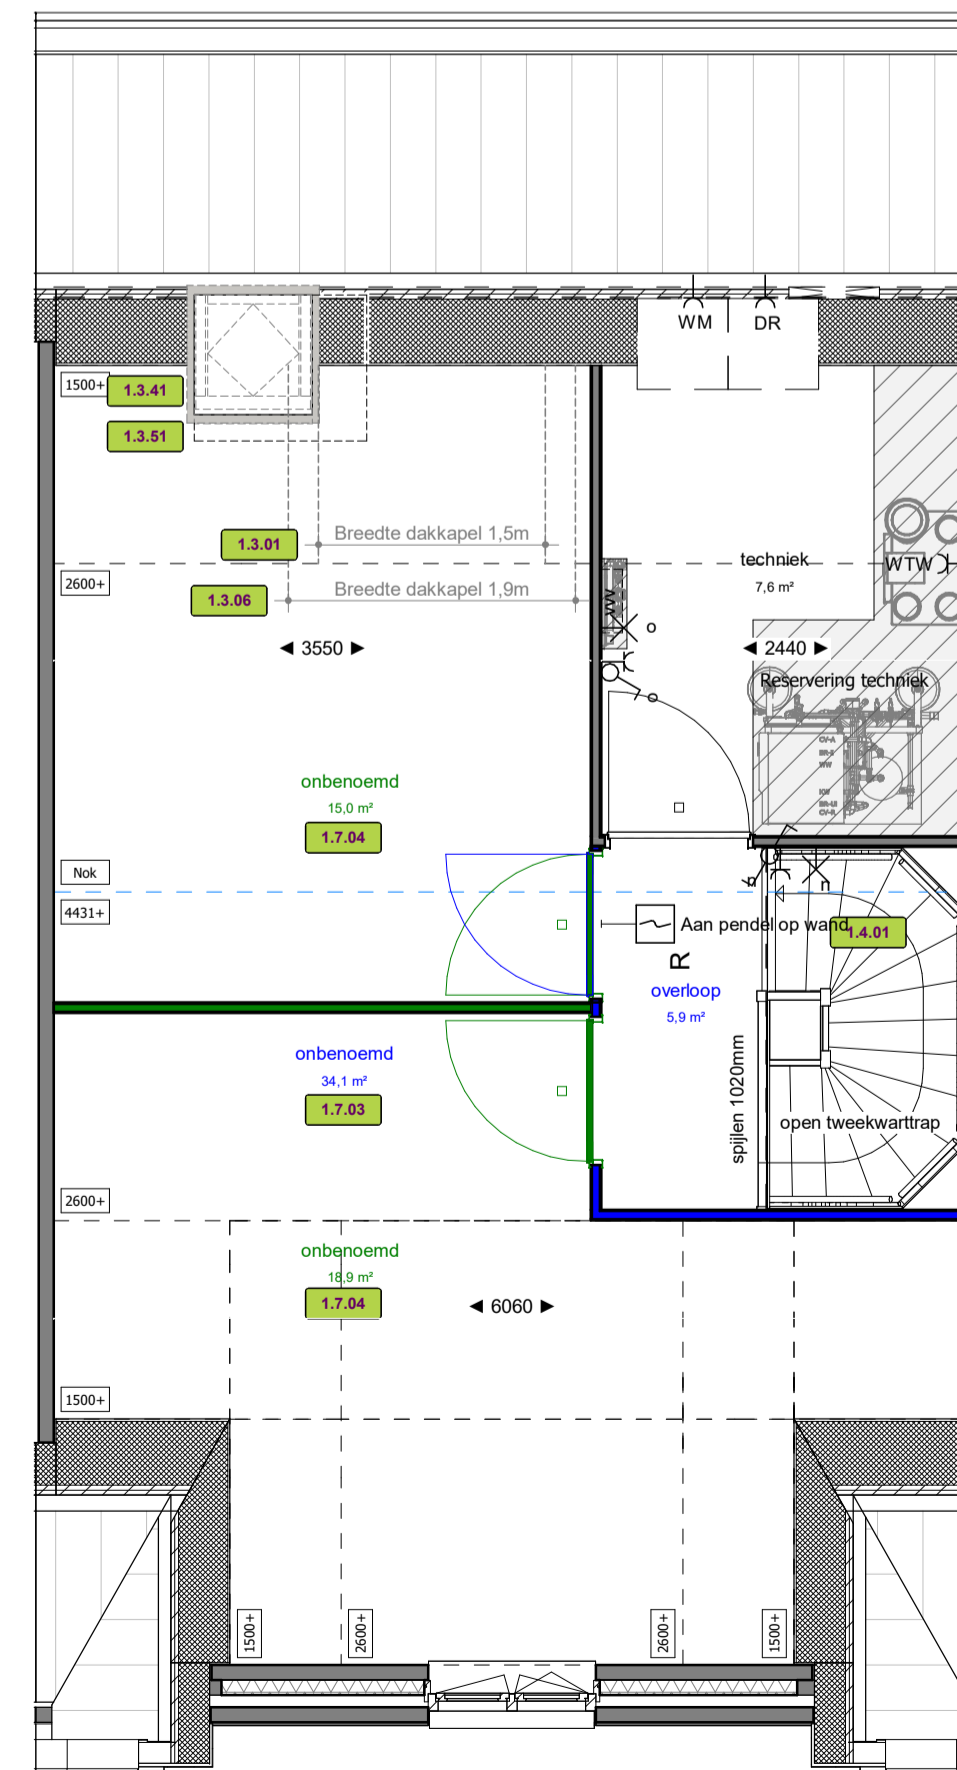 WM
DR
1500+
1.3.41
1.3.51
Breedte dakkapel 1,5m
1.3.01
techniek
WTW
2600+
7,6 m²
Breedte dakkapel 1,9m
1.3.06
o
3550
2440
Reservering techniek
o
CV-A
WW
onbenoemd
15,0 m²
1.7.04
Nok
n
n
4431+
Aan pendel op wand
1.4.01
R
overloop
5,9 m²
onbenoemd
34,1 m²
1.7.03
spijlen 1020mm
open tweekwarttrap
2600+
onbenoemd
18,9 m²
1.7.04
6060
1500+
1500+
2600+
2600+
1500+